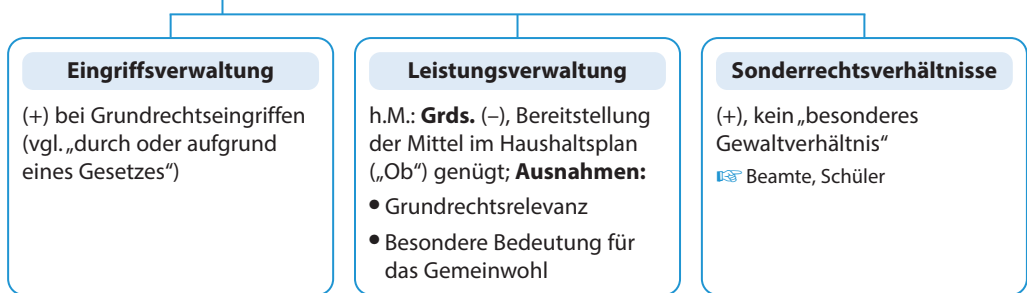 Eingriffsverwaltung
(+) bei Grundrechtseingriffen
(vgl. „durch oder aufgrund
eines Gesetzes“)
Leistungsverwaltung
h.M.: Grds. (–), Bereitstellung
der Mittel im Haushaltsplan
(„Ob“) genügt; Ausnahmen:
• Grundrechtsrelevanz
• Besondere Bedeutung für
das Gemeinwohl
Sonderrechtsverhältnisse
(+), kein „besonderes
Gewaltverhältnis“
☞ Beamte, Schüler